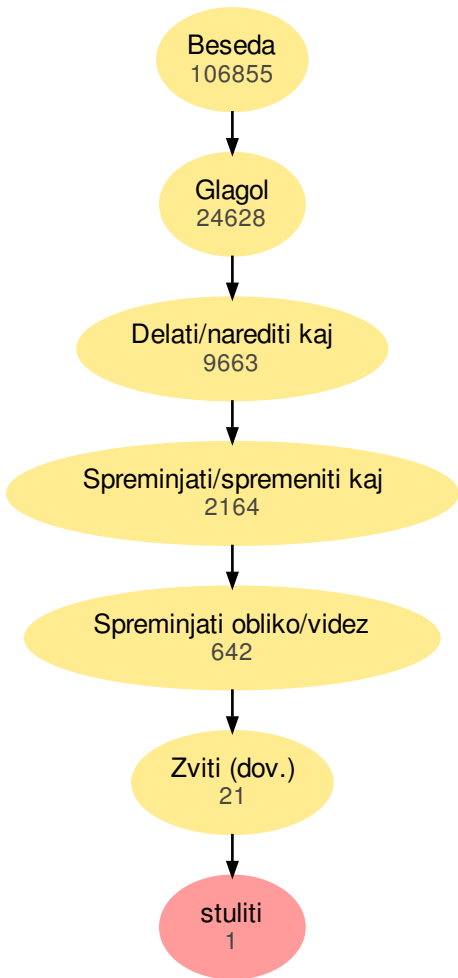 Beseda
106855
Glagol
24628
Delati/narediti kaj
9663
Spreminjati/spremeniti kaj
2164
Spreminjati obliko/videz
642
Zviti (dov.)
21
stuliti
1